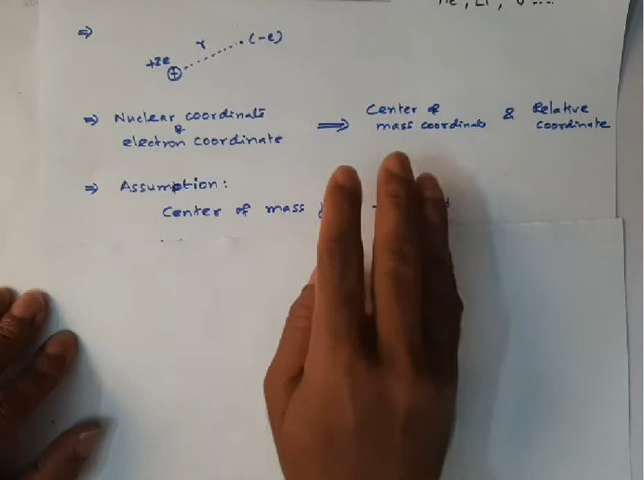 He, Li, U....
⇒
+ze
r
(-e)
⇒ Nuclear coordinate
&
electron coordinate
⇒ Center of
mass coordinate & Relative
coordinate
⇒ Assumption:
Center of mass